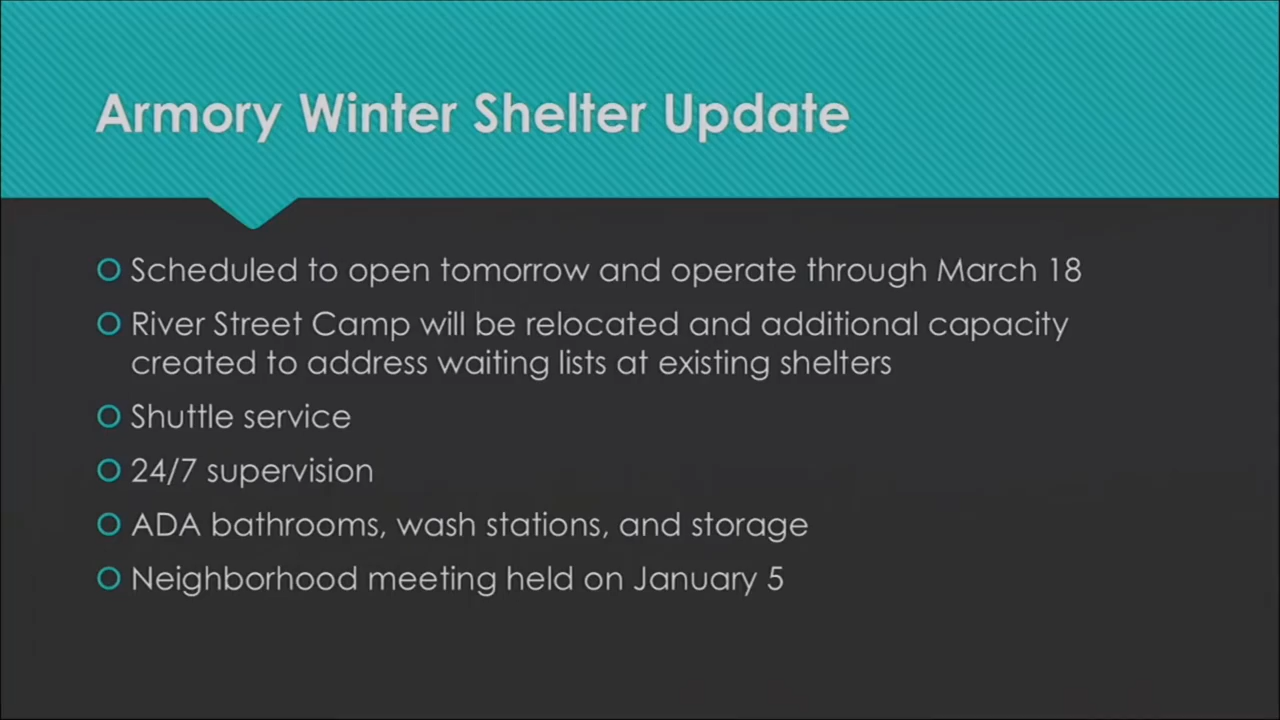 Armory Winter Shelter Update
Scheduled to open tomorrow and operate through March 18
River Street Camp will be relocated and additional capacity
created to address waiting lists at existing shelters
Shuttle service
24/7 supervision
ADA bathrooms, wash stations, and storage
Neighborhood meeting held on January 5